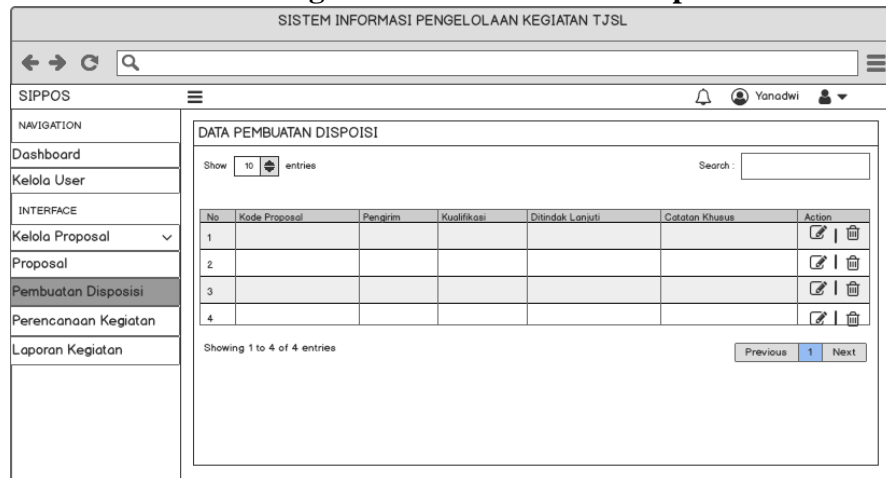 SISTEM INFORMASI PENGELOLAAN KEGIATAN TJSL
SIPPOS
Yanadwi
NAVIGATION
Dashboard
Kelola User
INTERFACE
Kelola Proposal
Proposal
Pembuatan Disposisi
Perencanaan Kegiatan
Laporan Kegiatan
DATA PEMBUATAN DISPOISI
Show 10 entries
Search :
No Kode Proposal Pengirim Kualifikasi Ditindak Lanjuti Catatan Khusus Action
1 |
2 |
3 |
4 |
Showing 1 to 4 of 4 entries
Previous 1 Next